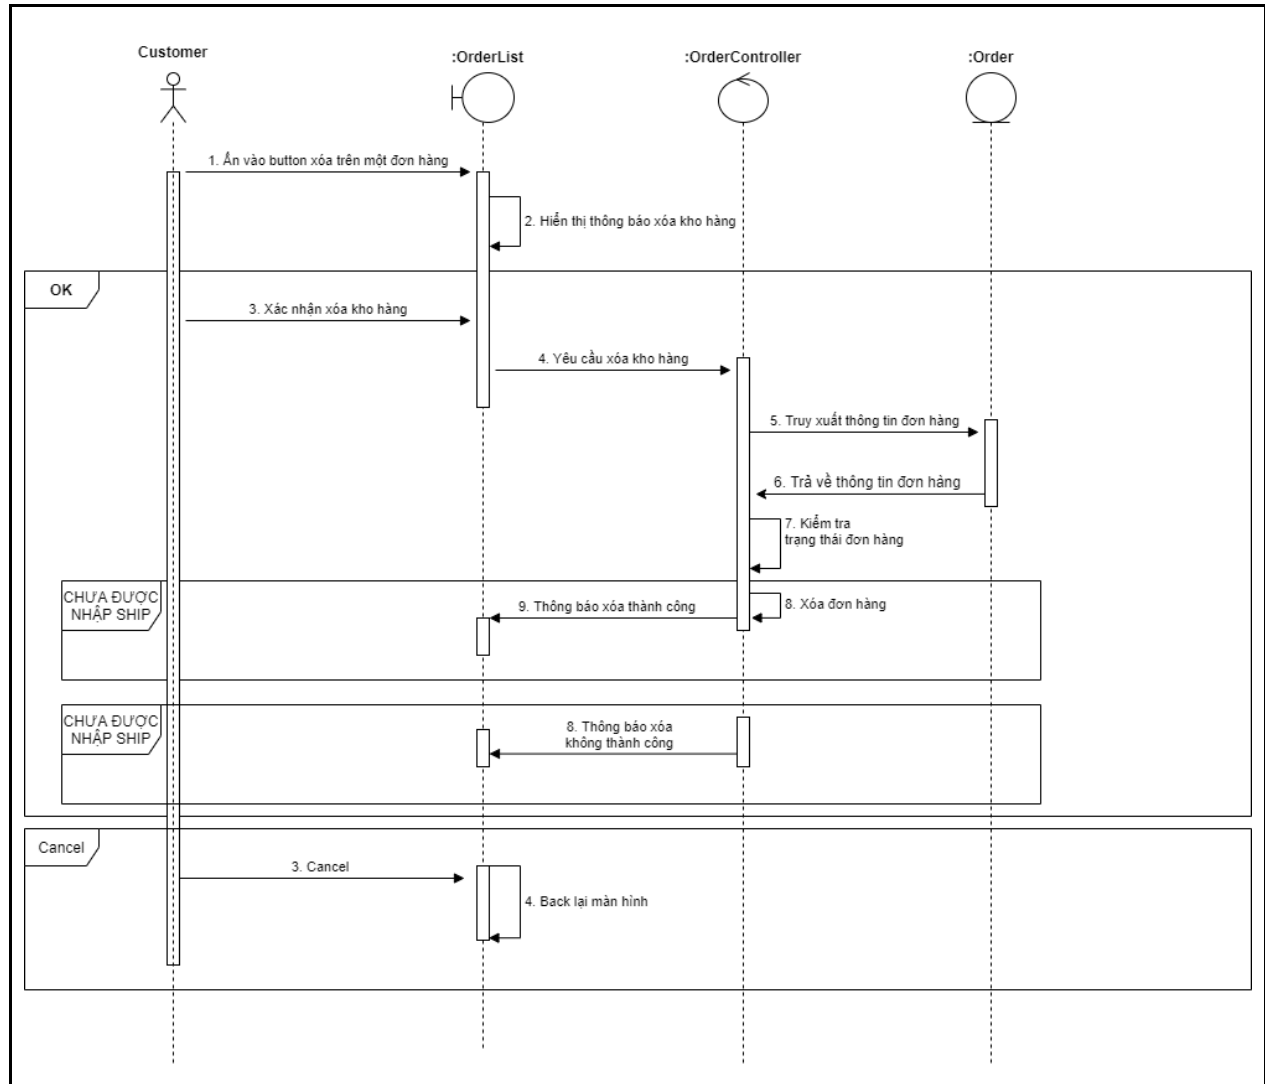 Customer
:OrderList
:OrderController
:Order
1. Ấn vào button xóa trên một đơn hàng
2. Hiển thị thông báo xóa kho hàng
OK
3. Xác nhận xóa kho hàng
4. Yêu cầu xóa kho hàng
5. Truy xuất thông tin đơn hàng
6. Trả về thông tin đơn hàng
7. Kiểm tra
trạng thái đơn hàng
CHƯA ĐƯỢC
NHẬP SHIP
9. Thông báo xóa thành công
8. Xóa đơn hàng
CHƯA ĐƯỢC
NHẬP SHIP
8. Thông báo xóa
không thành công
Cancel
3. Cancel
4. Back lại màn hình